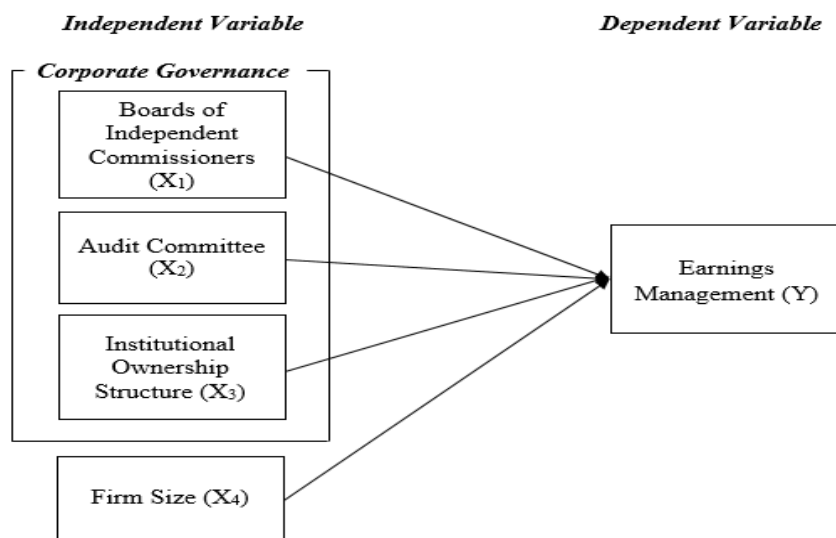 Independent Variable
Dependent Variable
Corporate Governance
Boards of
Independent
Commissioners
(X₁)
Audit Committee
(X₂)
Institutional
Ownership
Structure (X₃)
Firm Size (X₄)
Earnings
Management (Y)